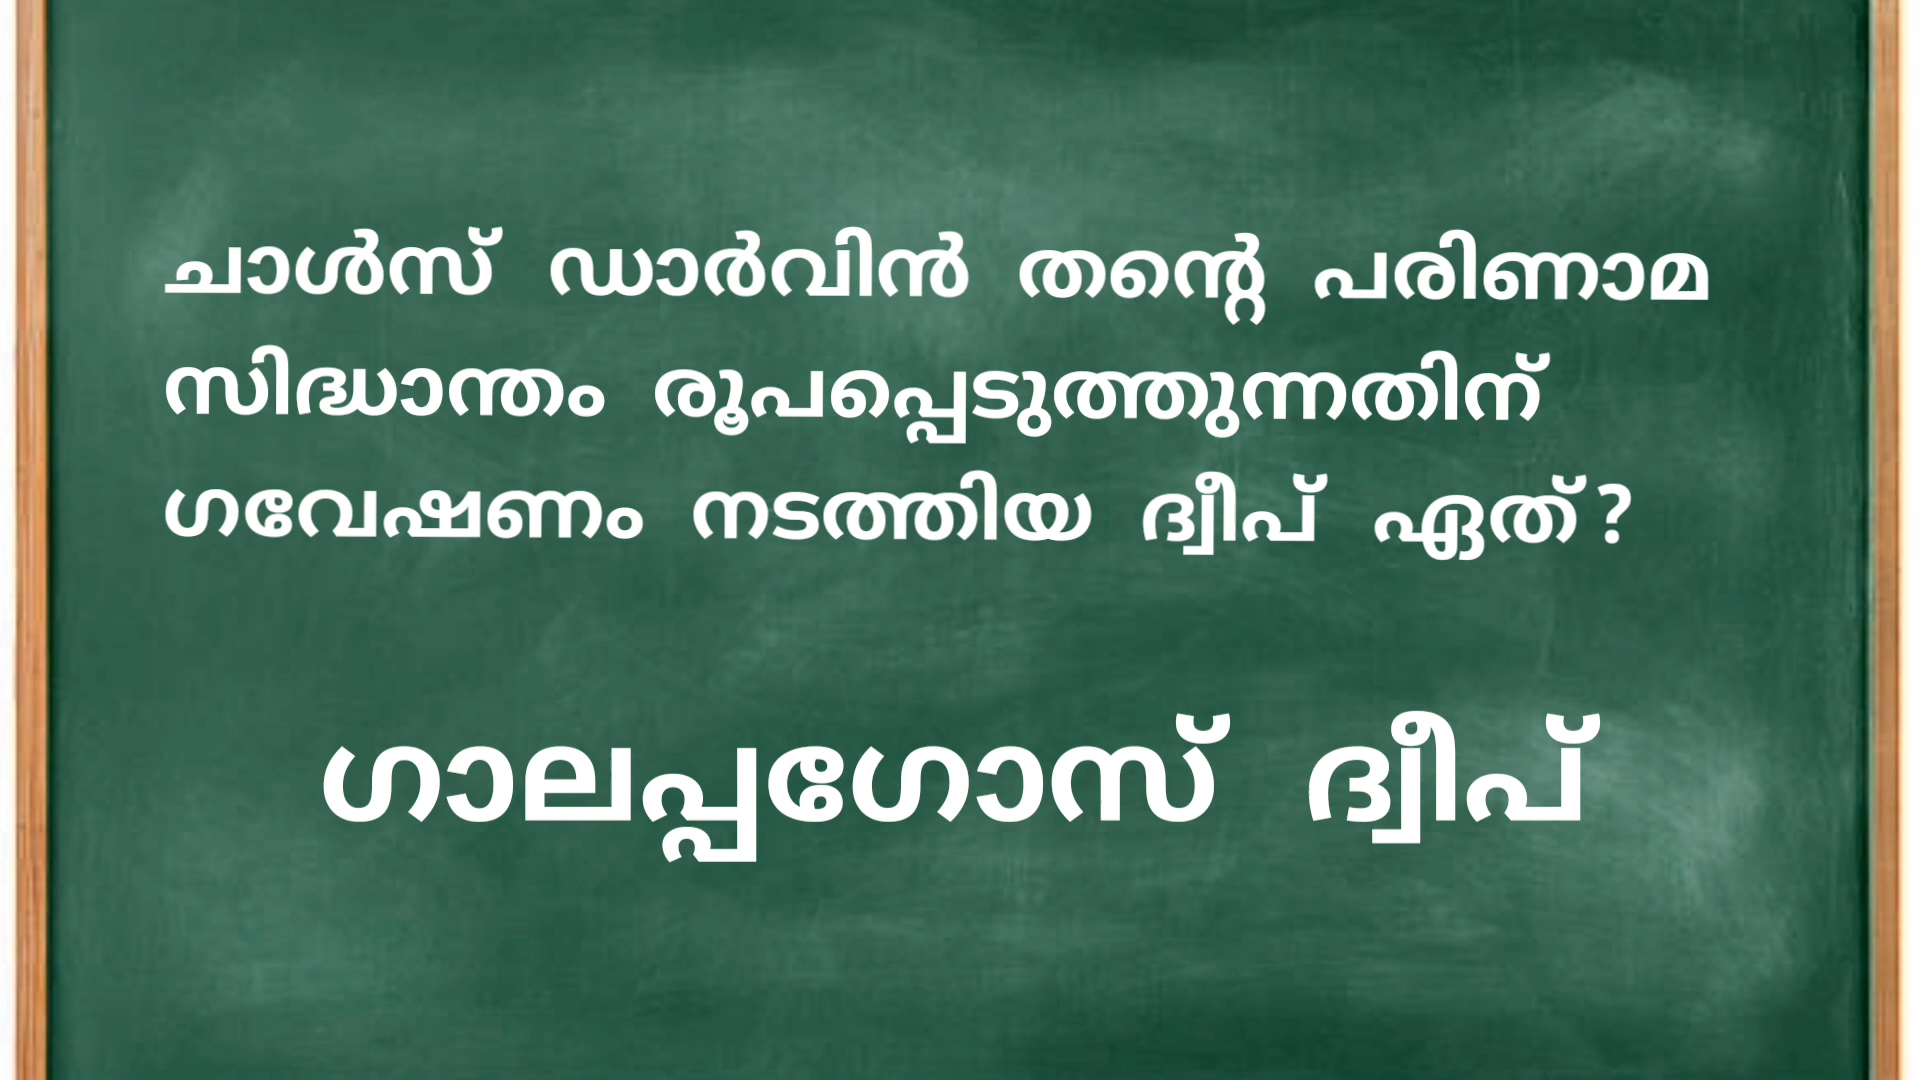 ചാൾസ് ഡാർവിൻ തന്റെ പരിണാമ
സിദ്ധാന്തം രൂപപ്പെടുത്തുന്നതിന്
ഗവേഷണം നടത്തിയ ദ്വീപ് ഏത്?
ഗാലപ്പഗോസ് ദ്വീപ്